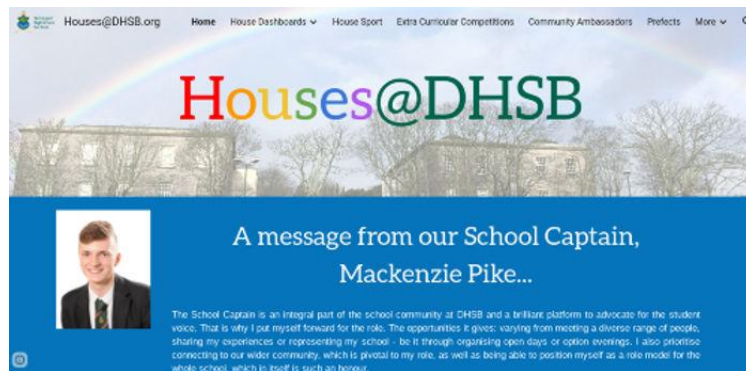 Houses@DHSB.org
Home House Dashboards House Sport Extra Curricular Competitions Community Ambassadors Prefects More
Houses@DHSB
A message from our School Captain,
Mackenzie Pike...
The School Captain is an integral part of the school community at DHSB and a brilliant platform to advocate for the student
voice. That is why I put myself forward for the role. The opportunities it gives: varying from meeting a diverse range of people,
sharing my experiences or representing my school - be it through organising open days or option evenings. I also prioritise
connecting to our wider community, which is pivotal to my role, as well as being able to position myself as a role model for the
whole school, which in itself is such an honour.